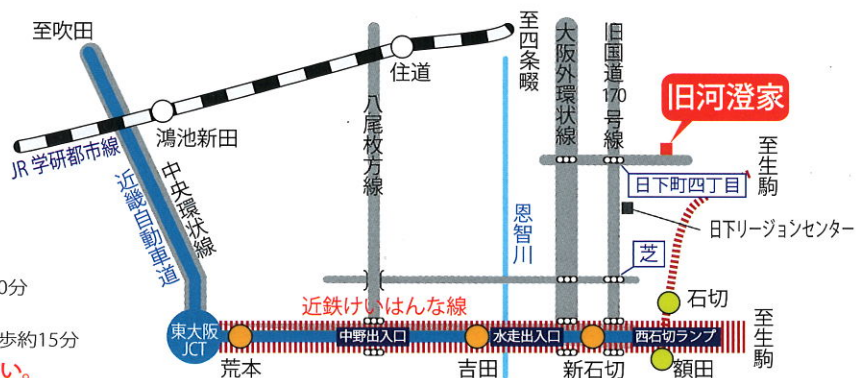 至吹田
住道
至四条畷
大阪外環状線
旧国道170号線
旧河澄家
八尾枚方線
鴻池新田
JR 学研都市線
中央環状線
近畿自動車道
至生駒
日下町四丁目
日下リージョンセンター
恩智川
芝
0分
石切
近鉄けいはんな線
歩約15分
東大阪
JCT
中野出入口
水走出入口
西石切ランプ
至生駒
い。
荒本
吉田
新石切
額田